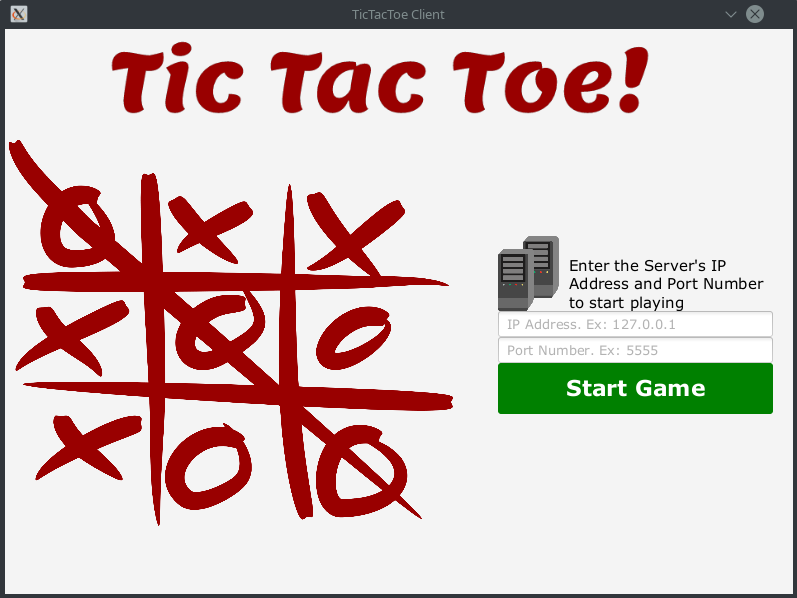 TicTacToe Client
Tic Tac Toe!
O X X
X O O
X O O
Enter the Server's IP
Address and Port Number
to start playing
IP Address. Ex: 127.0.0.1
Port Number. Ex: 5555
Start Game